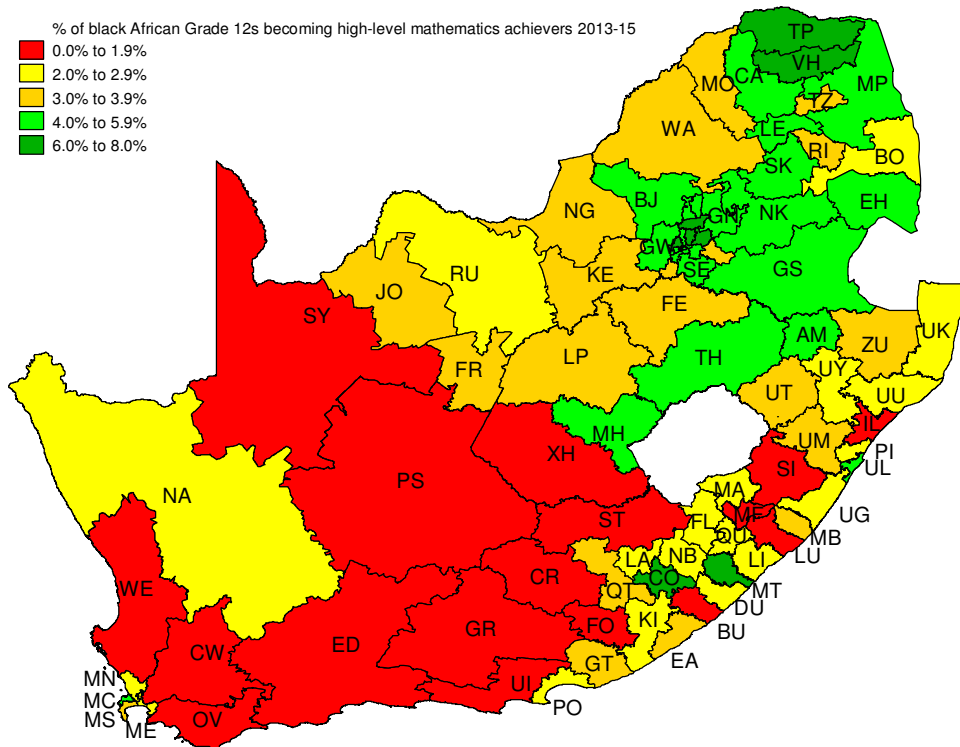 % of black African Grade 12s becoming high-level mathematics achievers 2013-15
0.0% to 1.9%
2.0% to 2.9%
3.0% to 3.9%
4.0% to 5.9%
6.0% to 8.0%
TP
VH
CA
MO
MP
TZ
WA
LE
RI
SK
BO
BJ
NG
GN
NK
EH
GW
SE
GS
RU
KE
JO
SY
FE
UK
AM
ZU
TH
LP
FR
UY
UT
UU
MH
IL
UM
XH
PI
SI
UL
PS
MA
NA
UG
ST
FL
MF
QU
MB
LU
LA
NB
LI
CR
CO
WE
QT
MT
DU
KI
FO
BU
GR
ED
CW
EA
GT
MN
UI
MC
PO
MS
OV
ME